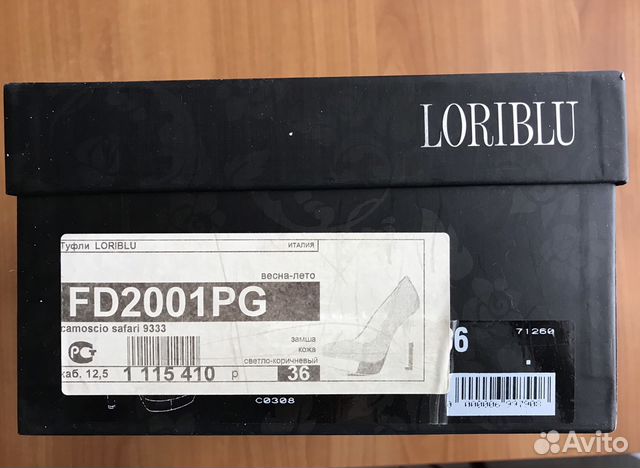 LORIBLU
Туфли LORIBLU
ИТАЛИЯ
весна-лето
FD2001PG
camoscio safari 9333
замша
кожа
светло-коричневый
РСТ
каб. 12,5 1 115 410 р 36
71260
C0308
Avito